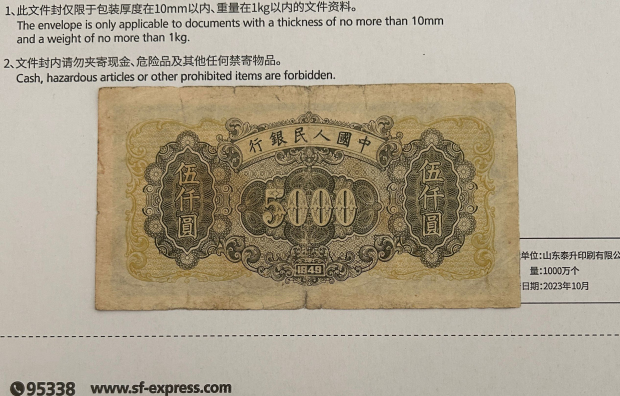 1、此文件封仅限于包装厚度在10mm以内、重量在1kg以内的文件资料。
The envelope is only applicable to documents with a thickness of no more than 10mm
and a weight of no more than 1kg.
2、文件封内请勿夹寄现金、危险品及其他任何禁寄物品。
Cash, hazardous articles or other prohibited items are forbidden.
行銀民人國中
伍仟圓
5000
伍仟圓
1949
单位:山东泰升印刷有限公
量:1000万个
日期:2023年10月
95338 www.sf-express.com